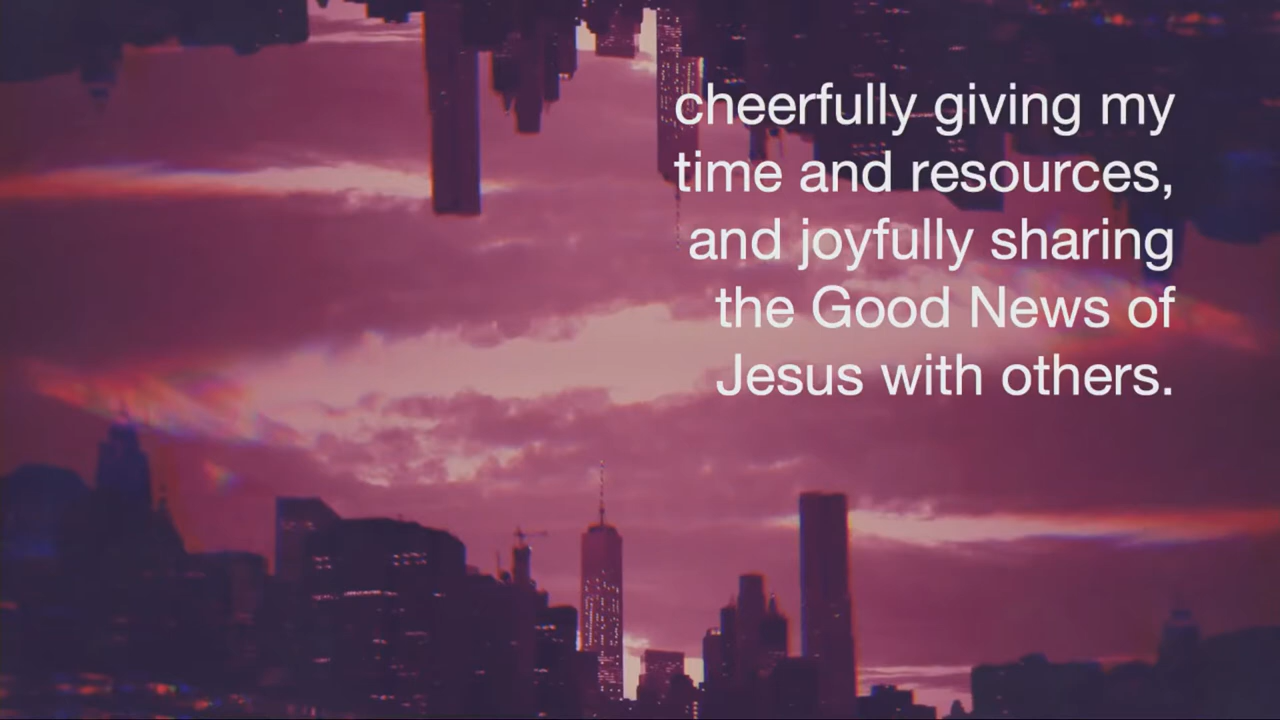 cheerfully giving my
time and resources,
and joyfully sharing
the Good News of
Jesus with others.